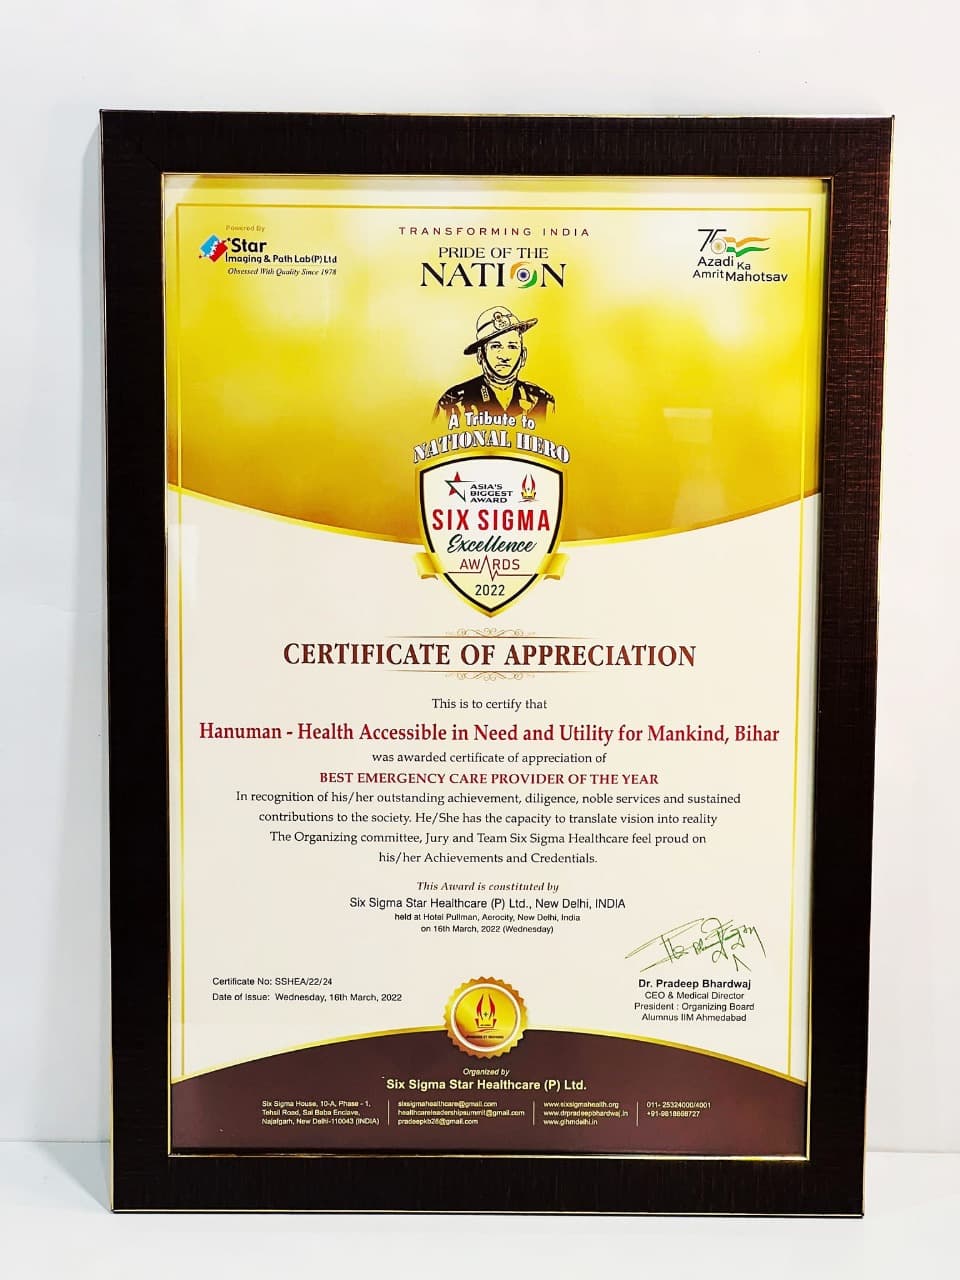 Powered By
Star
Imaging & Path Lab(P) Ltd
Obsessed With Quality Since 1978
TRANSFORMING INDIA
PRIDE OF THE
NATION
75
Azadi Ka
Amrit Mahotsav
A Tribute to
NATIONAL HERO
ASIA'S
BIGGEST
AWARD
SIX SIGMA
Excellence
AWARDS
2022
CERTIFICATE OF APPRECIATION
This is to certify that
Hanuman - Health Accessible in Need and Utility for Mankind, Bihar
was awarded certificate of appreciation of
BEST EMERGENCY CARE PROVIDER OF THE YEAR
In recognition of his/her outstanding achievement, diligence, noble services and sustained
contributions to the society. He/She has the capacity to translate vision into reality
The Organizing committee, Jury and Team Six Sigma Healthcare feel proud on
his/her Achievements and Credentials.
This Award is constituted by
Six Sigma Star Healthcare (P) Ltd., New Delhi, INDIA
held at Hotel Pullman, Aerocity, New Delhi, India
on 16th March, 2022 (Wednesday)
Certificate No: SSHEA/22/24
Date of Issue: Wednesday, 16th March, 2022
Dr. Pradeep Bhardwaj
CEO & Medical Director
President : Organizing Board
Alumnus IIM Ahmedabad
Organized by
Six Sigma Star Healthcare (P) Ltd.
Six Sigma House, 10-A, Phase - 1,
Tehsil Road, Sai Baba Enclave,
Najafgarh, New Delhi-110043 (INDIA)
sixsigmahealthcare@gmail.com
healthcareleadershipsummit@gmail.com
pradeepkb28@gmail.com
www.sixsigmahealth.org
www.drpradeepbhardwaj.in
www.gihmdelhi.in
011- 25324000/4001
+91-9818868727